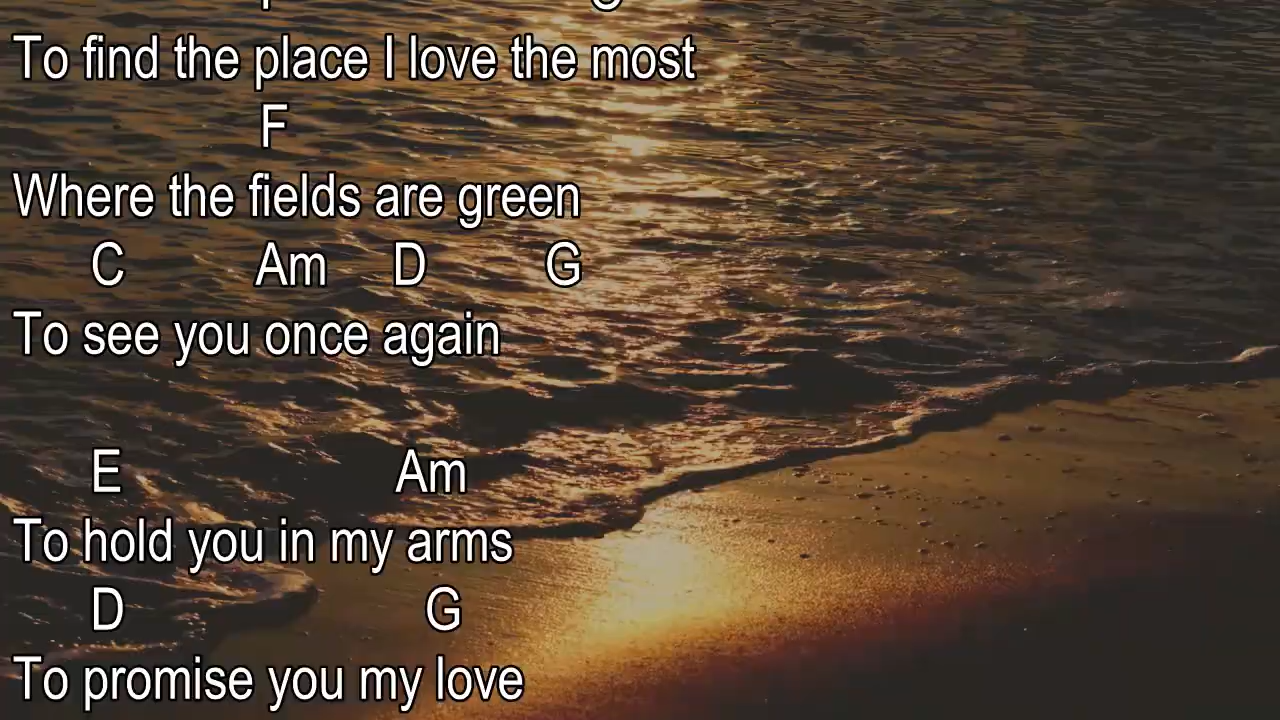 To find the place I love the most
F
Where the fields are green
C Am D G
To see you once again
E Am
To hold you in my arms
D G
To promise you my love